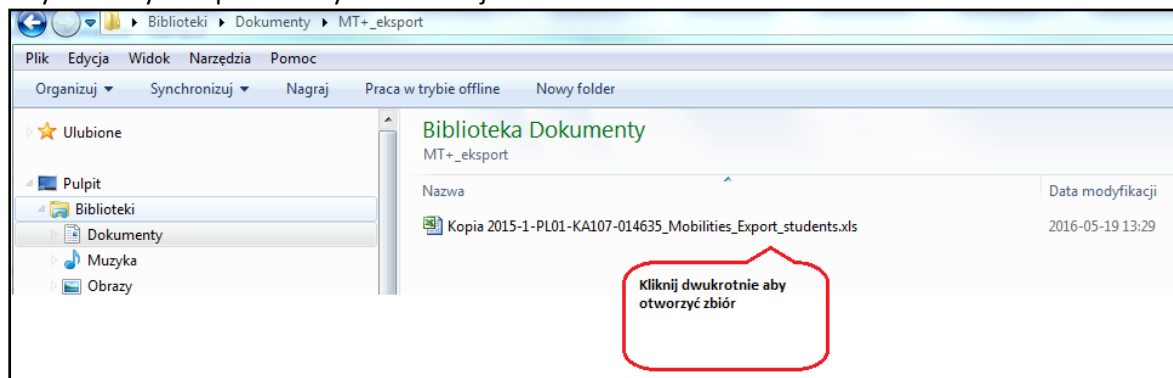 Biblioteki ▸ Dokumenty ▸ MT+_eksport
Plik Edycja Widok Narzędzia Pomoc
Organizuj Synchronizuj Nagraj Praca w trybie offline Nowy folder
Ulubione
Pulpit
Biblioteki
Dokumenty
Muzyka
Obrazy
Biblioteka Dokumenty
MT+_eksport
Nazwa Data modyfikacji
Kopia 2015-1-PL01-KA107-014635_Mobilities_Export_students.xls 2016-05-19 13:29
Kliknij dwukrotnie aby
otworzyć zbiór